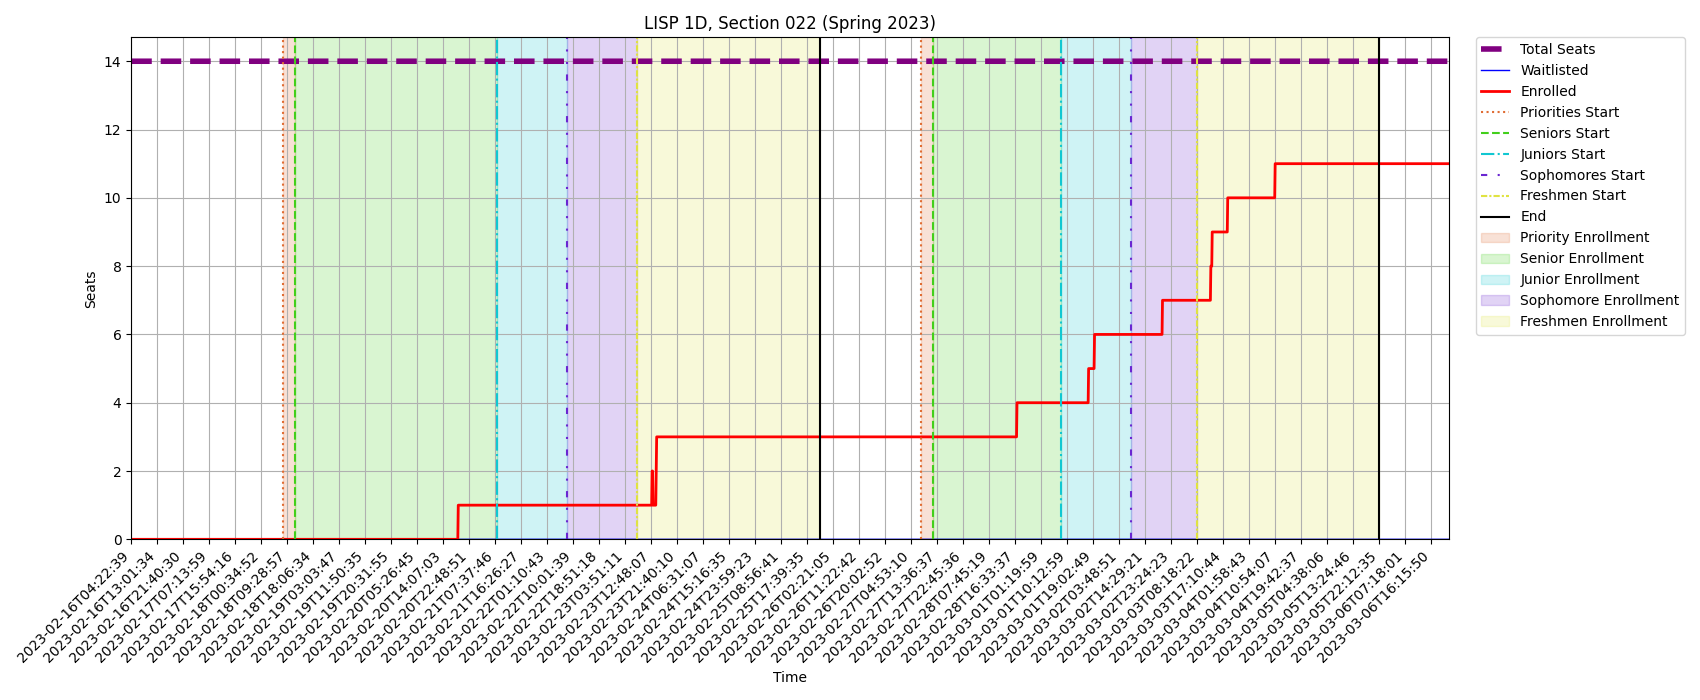 LISP 1D, Section 022 (Spring 2023)
Seats
14
12
10
8
6
4
2
0
2023-02-16T04:22:39
2023-02-16T13:01:34
2023-02-16T21:40:30
2023-02-17T07:13:59
2023-02-17T15:54:16
2023-02-18T00:34:52
2023-02-18T09:28:57
2023-02-18T18:06:34
2023-02-19T03:03:47
2023-02-19T11:50:35
2023-02-19T20:31:55
2023-02-20T05:26:45
2023-02-20T14:07:03
2023-02-20T22:48:51
2023-02-21T07:37:46
2023-02-21T16:26:27
2023-02-22T01:10:43
2023-02-22T10:01:39
2023-02-22T18:51:18
2023-02-23T03:51:11
2023-02-23T12:48:07
2023-02-23T21:40:10
2023-02-24T06:31:07
2023-02-24T15:16:35
2023-02-24T23:59:23
2023-02-25T08:56:41
2023-02-25T17:39:35
2023-02-26T02:21:05
2023-02-26T11:22:42
2023-02-26T20:02:52
2023-02-27T04:53:10
2023-02-27T13:36:37
2023-02-27T22:45:36
2023-02-28T07:45:19
2023-02-28T16:33:37
2023-03-01T01:19:59
2023-03-01T10:12:59
2023-03-01T19:02:49
2023-03-02T03:48:51
2023-03-02T14:29:21
2023-03-02T23:24:23
2023-03-03T08:18:22
2023-03-03T17:10:44
2023-03-04T01:58:43
2023-03-04T10:54:07
2023-03-04T19:42:37
2023-03-05T04:38:06
2023-03-05T13:24:46
2023-03-05T22:12:35
2023-03-06T07:18:01
2023-03-06T16:15:50
Time
Total Seats
Waitlisted
Enrolled
Priorities Start
Seniors Start
Juniors Start
Sophomores Start
Freshmen Start
End
Priority Enrollment
Senior Enrollment
Junior Enrollment
Sophomore Enrollment
Freshmen Enrollment